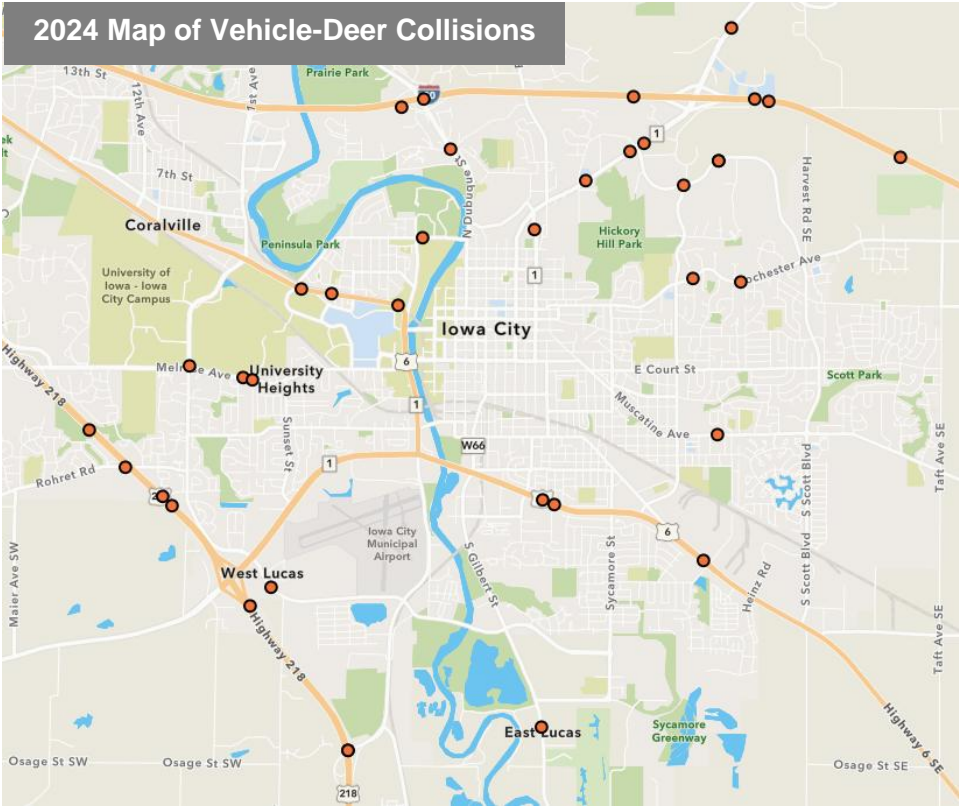 2024 Map of Vehicle-Deer Collisions
13th St
12th Ave
1st Ave
Prairie Park
1
7th St
N Dubuque St
Harvest Rd SE
Coralville
Peninsula Park
Hickory
Hill Park
University of
Iowa - Iowa
City Campus
1
Iowa City
6
Highway 218
University
Heights
E Court St
Scott Park
Muscatine Ave
1
Sunset St
W66
1
Rohret Rd
S Scott Blvd
Taft Ave SE
Iowa City
Municipal
Airport
6
Maier Ave SW
West Lucas
S Gilbert St
Sycamore St
Heinz Rd
S Scott Blvd
Taft Ave SE
Highway 218
East Lucas
Sycamore
Greenway
Highway 6 SE
Osage St SW
Osage St SW
Osage St SE
218